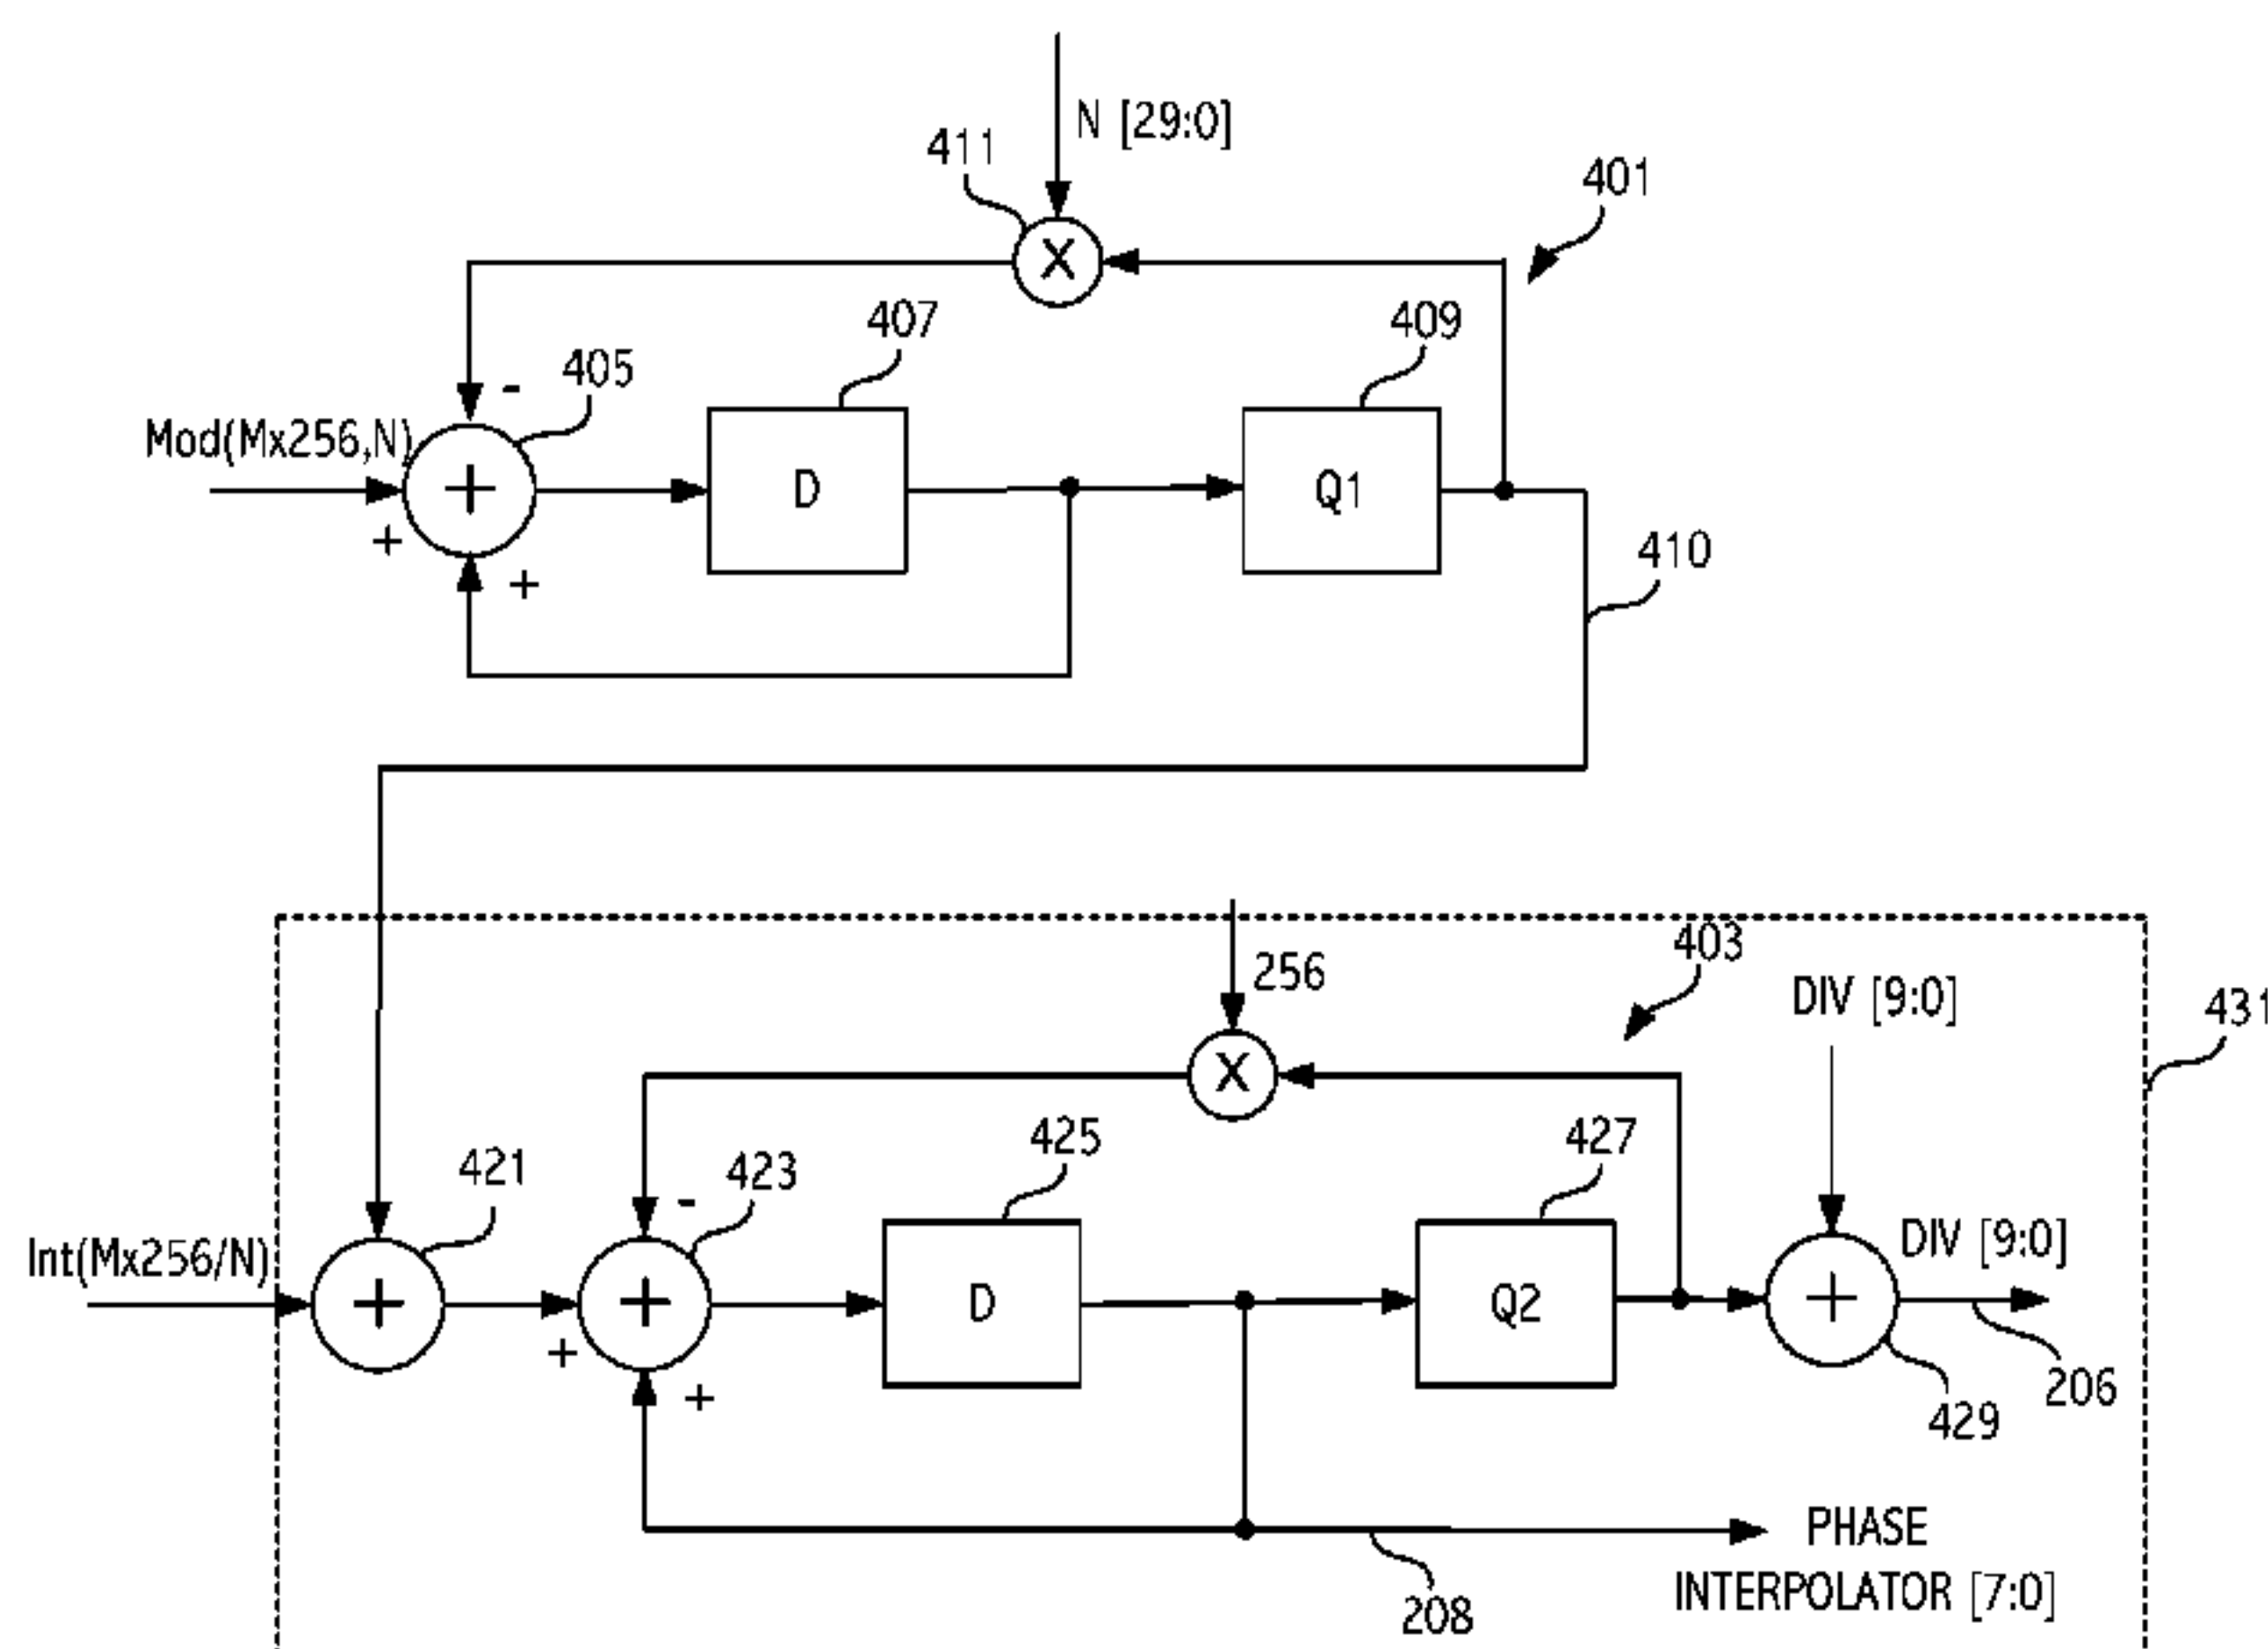 N [29:0]
411
401
X
407
409
405
-
Mod(Mx256,N)
+
D
Q1
+
+
410
403
256
DIV [9:0]
431
X
425
427
421
423
-
Int(Mx256/N)
DIV [9:0]
+
+
D
Q2
+
+
+
206
429
PHASE
INTERPOLATOR [7:0]
208